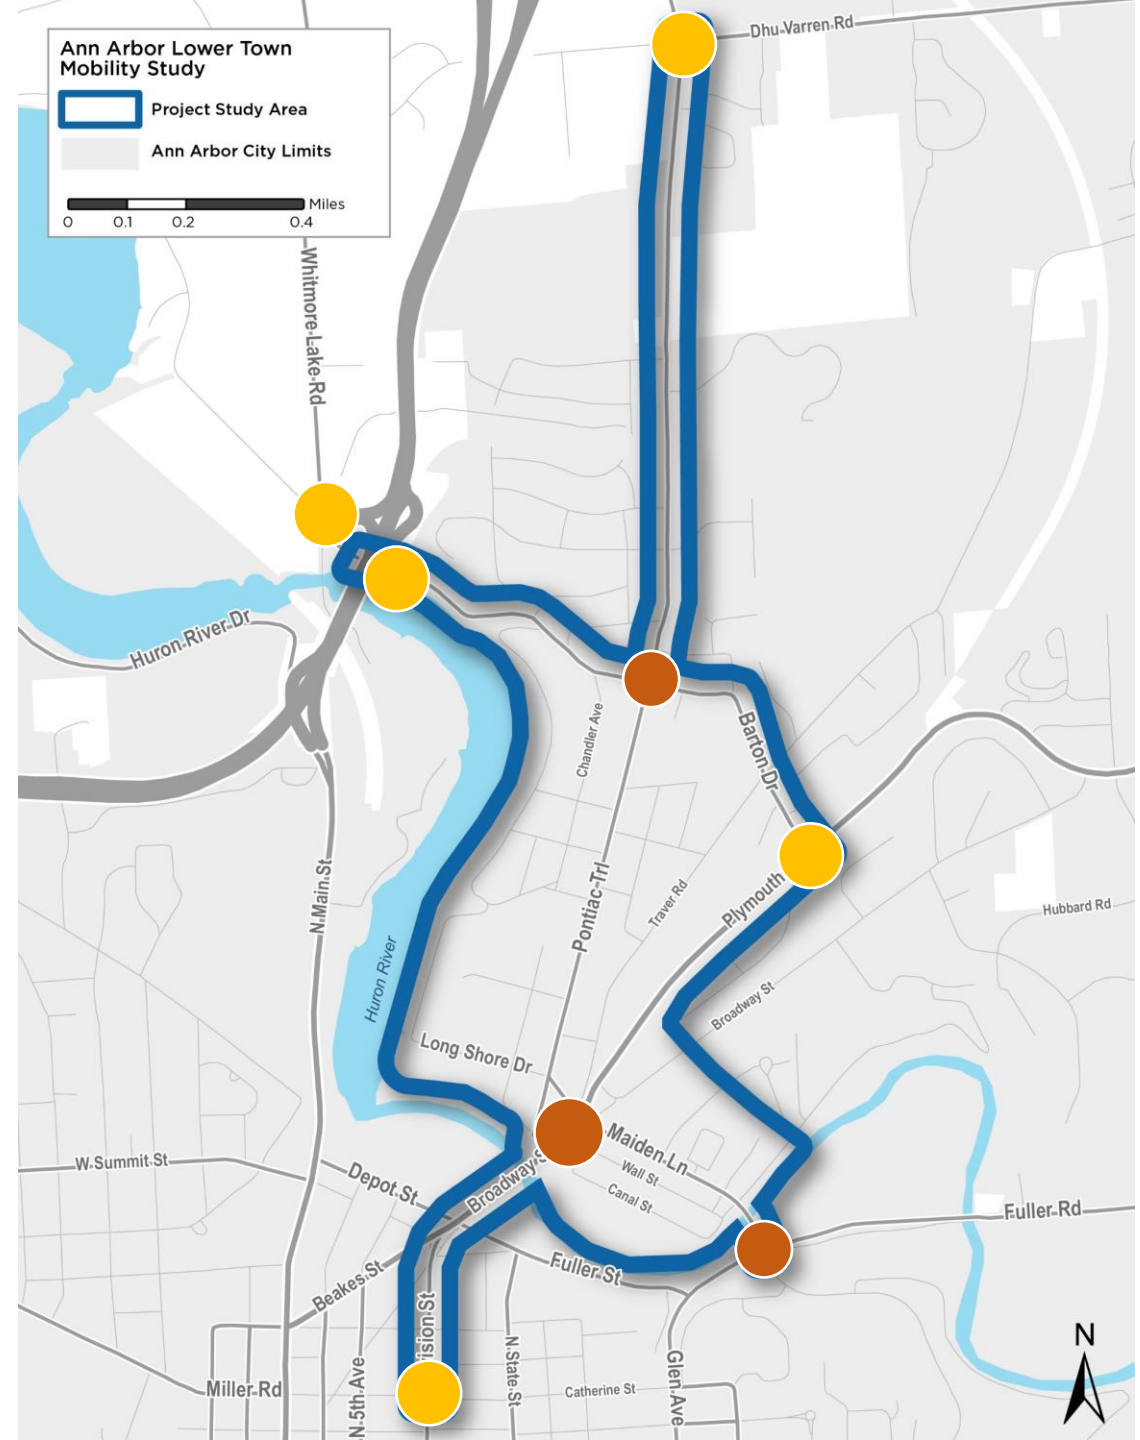 Ann Arbor Lower Town
Mobility Study
Project Study Area
Ann Arbor City Limits
Miles
0 0.1 0.2 0.4
Dhu Varren Rd
Whitmore Lake Rd
Huron River Dr
Chandler Ave
Barton Dr
N Main St
Pontiac Trl
Traver Rd
Plymouth
Hubbard Rd
Huron River
Broadway St
Long Shore Dr
Maiden Ln
W Summit St
Depot St
Broadway S
Wall St
Canal St
Fuller Rd
Fuller St
Beakes St
ision St
N State St
N 5th Ave
Miller Rd
Catherine St
Glen Ave
N